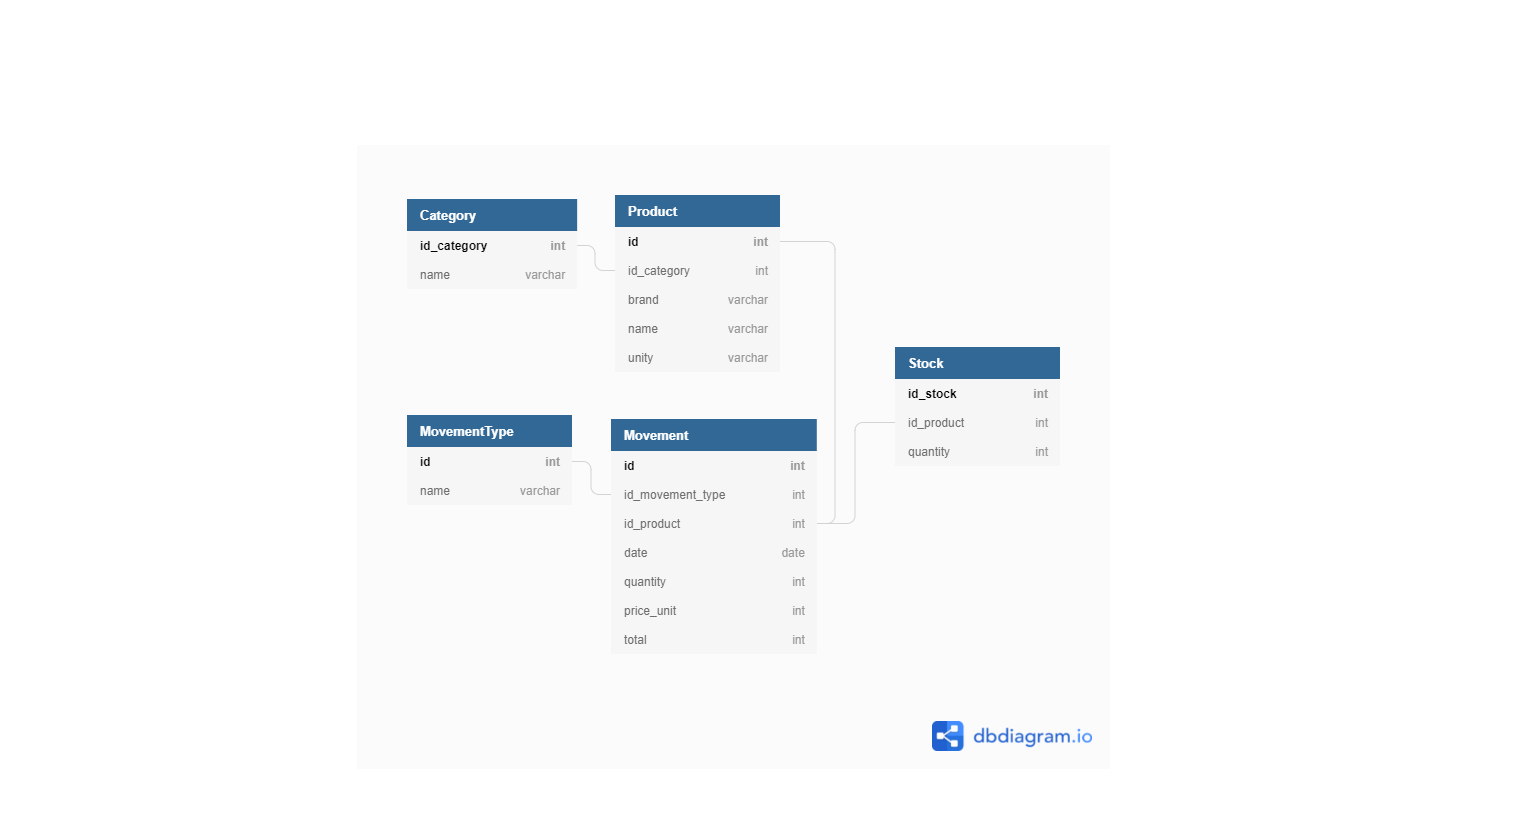 Category
id_category int
name varchar
Product
id int
id_category int
brand varchar
name varchar
unity varchar
MovementType
id int
name varchar
Movement
id int
id_movement_type int
id_product int
date date
quantity int
price_unit int
total int
Stock
id_stock int
id_product int
quantity int
dbdiagram.io